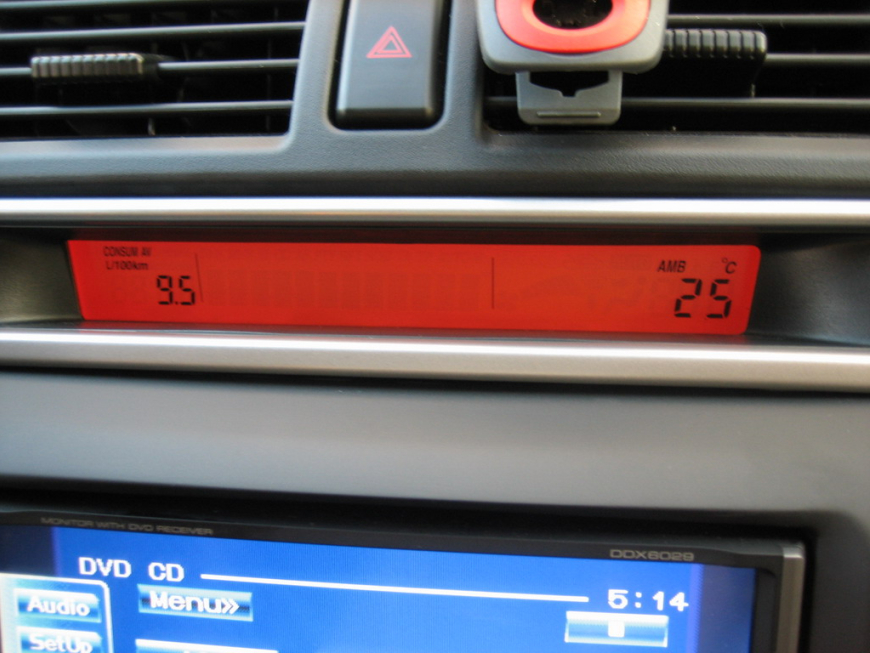 CONSUM AV
L/100km
9.5
AMB °C
25
MONITOR WITH DVD RECEIVER
DDX6029
DVD CD
5:14
Audio
Menu»
SetUp